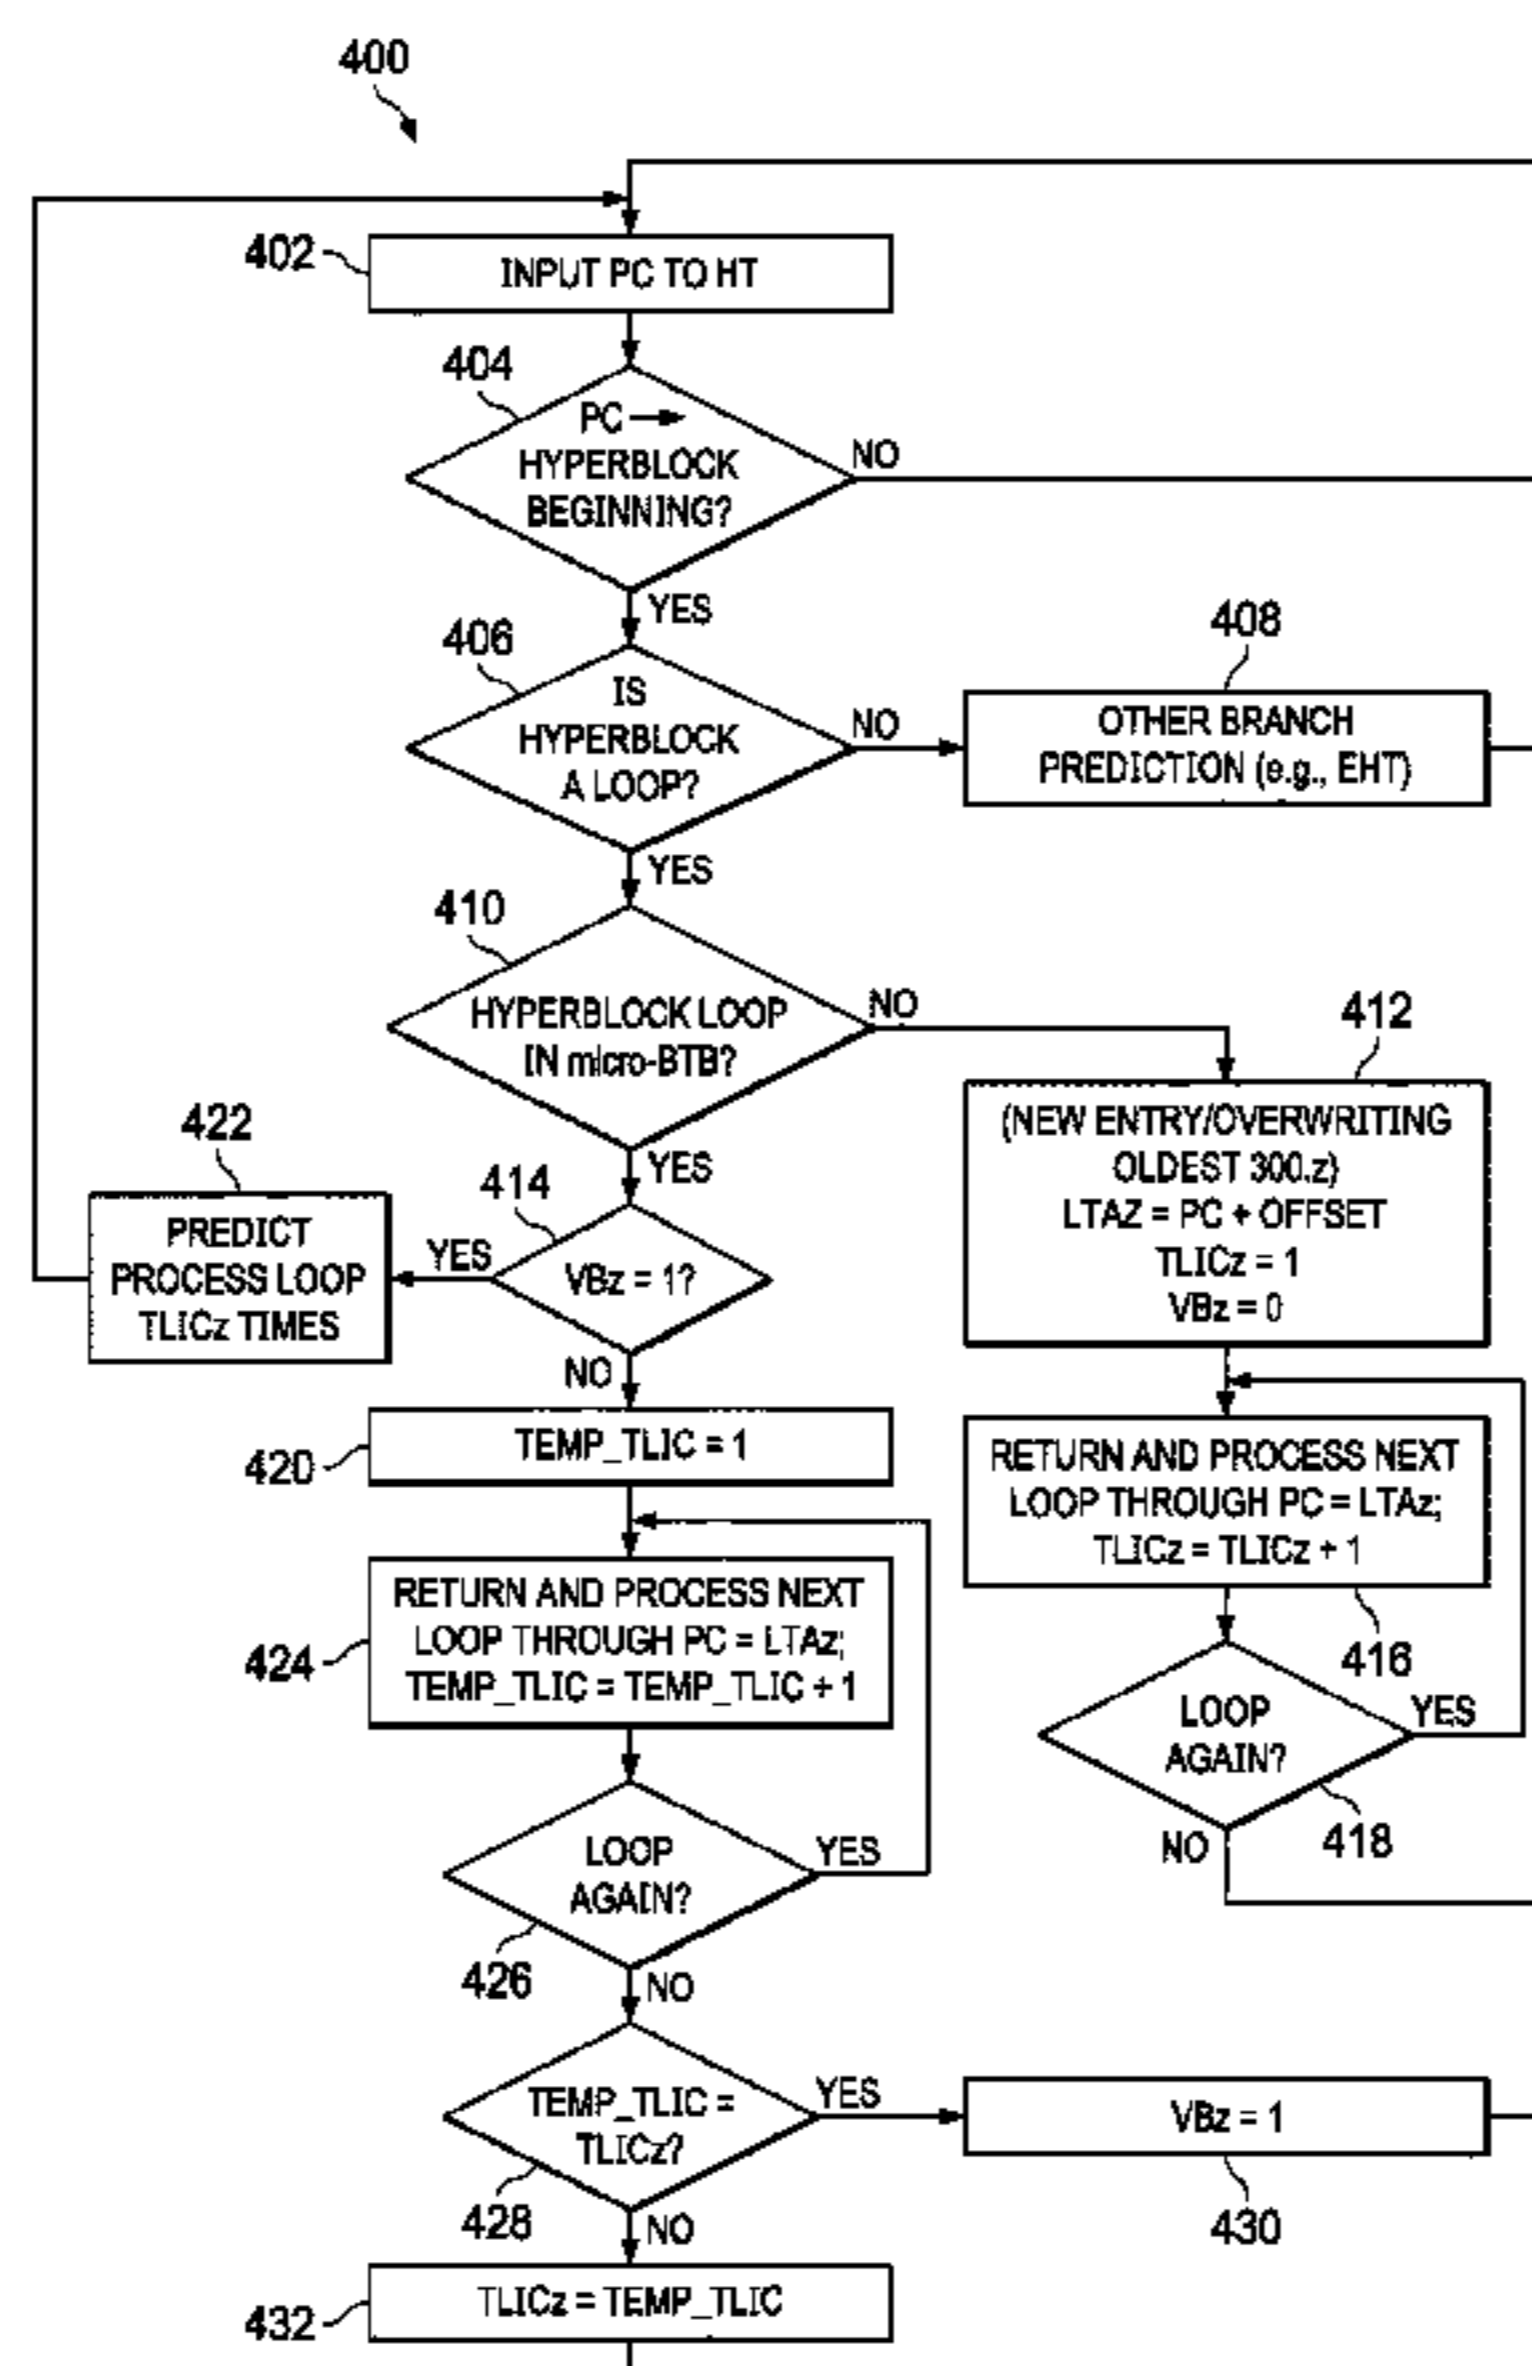 400
402
INPUT PC TO HT
404
PC
HYPERBLOCK
BEGINNING?
NO
YES
406
IS
HYPERBLOCK
A LOOP?
NO
408
OTHER BRANCH
PREDICTION (e.g., EHT)
YES
410
HYPERBLOCK LOOP
IN micro-BTB?
NO
412
(NEW ENTRY/OVERWRITING
OLDEST 300.z)
LTAZ = PC + OFFSET
TLICz = 1
VBz = 0
YES
414
VBz = 1?
YES
422
PREDICT
PROCESS LOOP
TLICz TIMES
NO
420
TEMP_TLIC = 1
RETURN AND PROCESS NEXT
LOOP THROUGH PC = LTAz;
TLICz = TLICz + 1
416
424
RETURN AND PROCESS NEXT
LOOP THROUGH PC = LTAz;
TEMP_TLIC = TEMP_TLIC + 1
LOOP
AGAIN?
YES
418
NO
LOOP
AGAIN?
YES
426
NO
TEMP_TLIC =
TLICz?
YES
428
VBz = 1
430
NO
432
TLICz = TEMP_TLIC